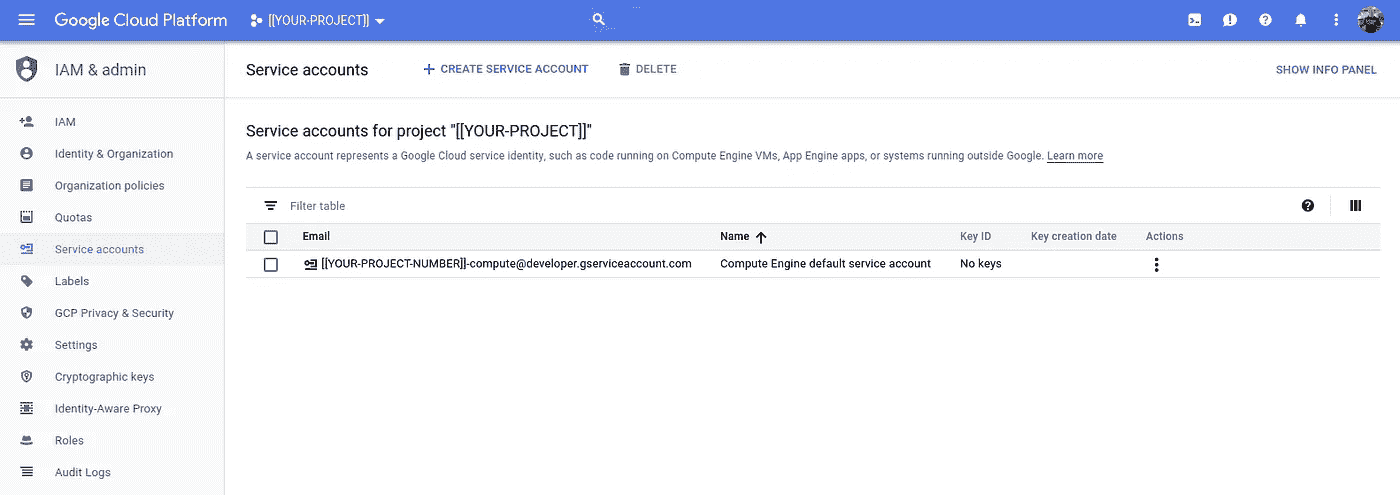 Google Cloud Platform [[YOUR-PROJECT]]
IAM & admin
Service accounts CREATE SERVICE ACCOUNT DELETE SHOW INFO PANEL
IAM
Identity & Organization
Organization policies
Quotas
Service accounts
Labels
GCP Privacy & Security
Settings
Cryptographic keys
Identity-Aware Proxy
Roles
Audit Logs
Service accounts for project "[[YOUR-PROJECT]]"
A service account represents a Google Cloud service identity, such as code running on Compute Engine VMs, App Engine apps, or systems running outside Google. Learn more
Filter table
Email Name Key ID Key creation date Actions
[[YOUR-PROJECT-NUMBER]]-compute@developer.gserviceaccount.com Compute Engine default service account No keys